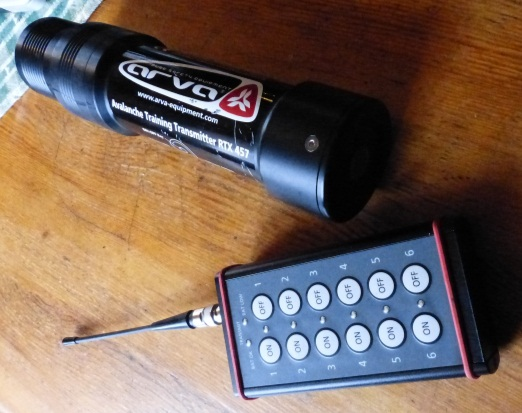 arva
www.arva-equipment.com
Avalanche Training Transmitter RTX 457
1 2 3 4 5 6
OFF OFF OFF OFF OFF OFF
ON ON ON ON ON ON
1 2 3 4 5 6